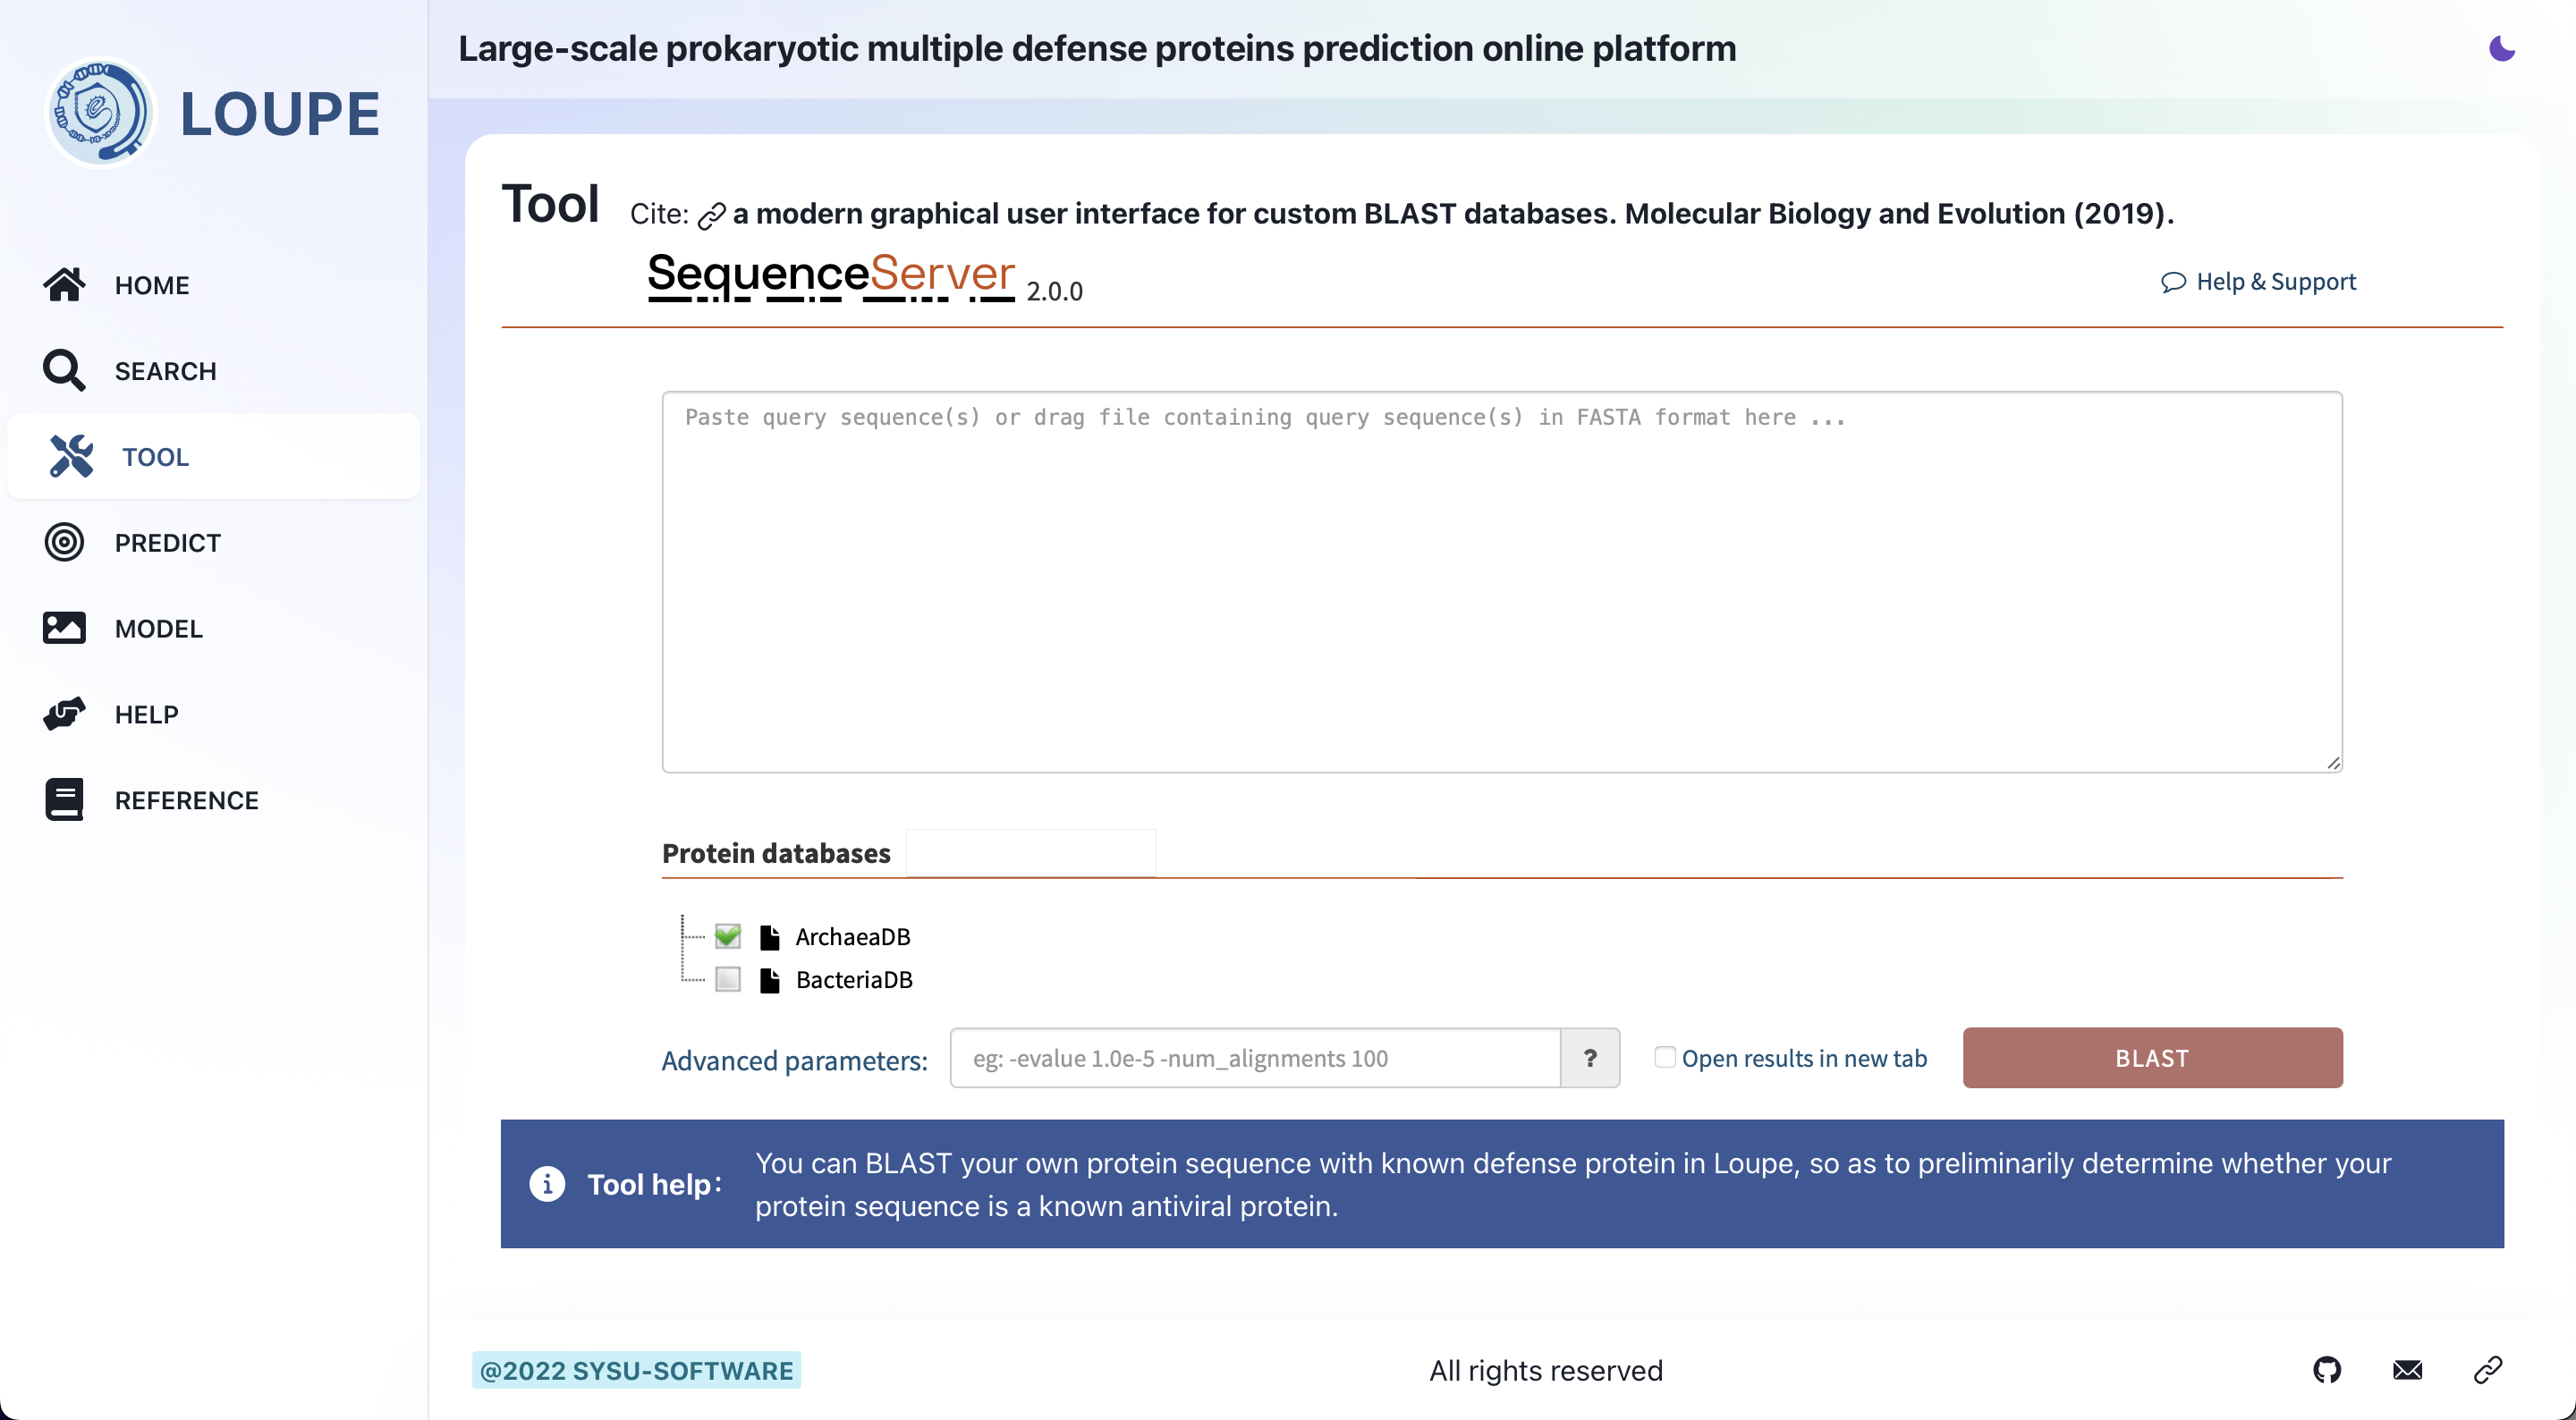 LOUPE
HOME
SEARCH
TOOL
PREDICT
MODEL
HELP
REFERENCE
Large-scale prokaryotic multiple defense proteins prediction online platform
Tool Cite: a modern graphical user interface for custom BLAST databases. Molecular Biology and Evolution (2019).
SequenceServer 2.0.0
Help & Support
Paste query sequence(s) or drag file containing query sequence(s) in FASTA format here ...
Protein databases
ArchaeaDB
BacteriaDB
Advanced parameters: eg: -evalue 1.0e-5 -num_alignments 100 ? Open results in new tab BLAST
Tool help: You can BLAST your own protein sequence with known defense protein in Loupe, so as to preliminarily determine whether your
protein sequence is a known antiviral protein.
@2022 SYSU-SOFTWARE
All rights reserved